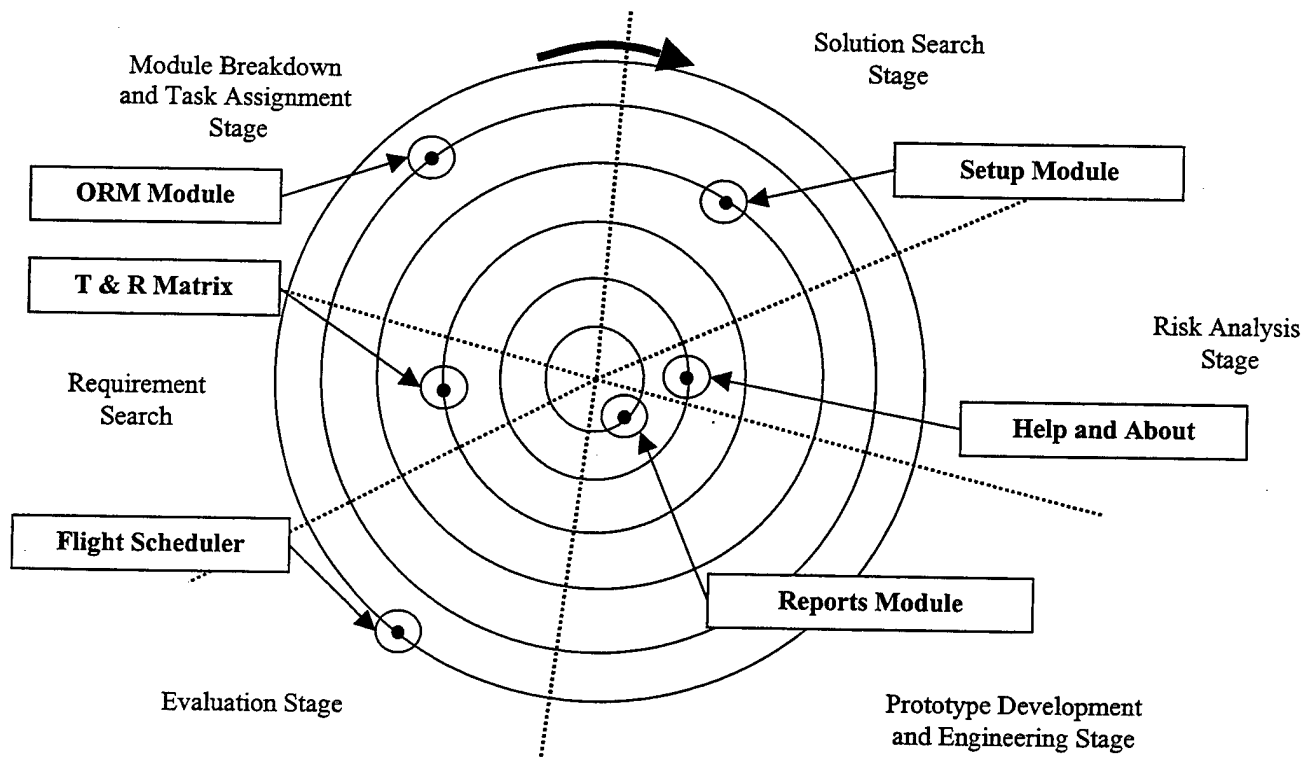 Solution Search
Stage
Module Breakdown
and Task Assignment
Stage
ORM Module
Setup Module
T & R Matrix
Risk Analysis
Stage
Requirement
Search
Help and About
Flight Scheduler
Reports Module
Evaluation Stage
Prototype Development
and Engineering Stage